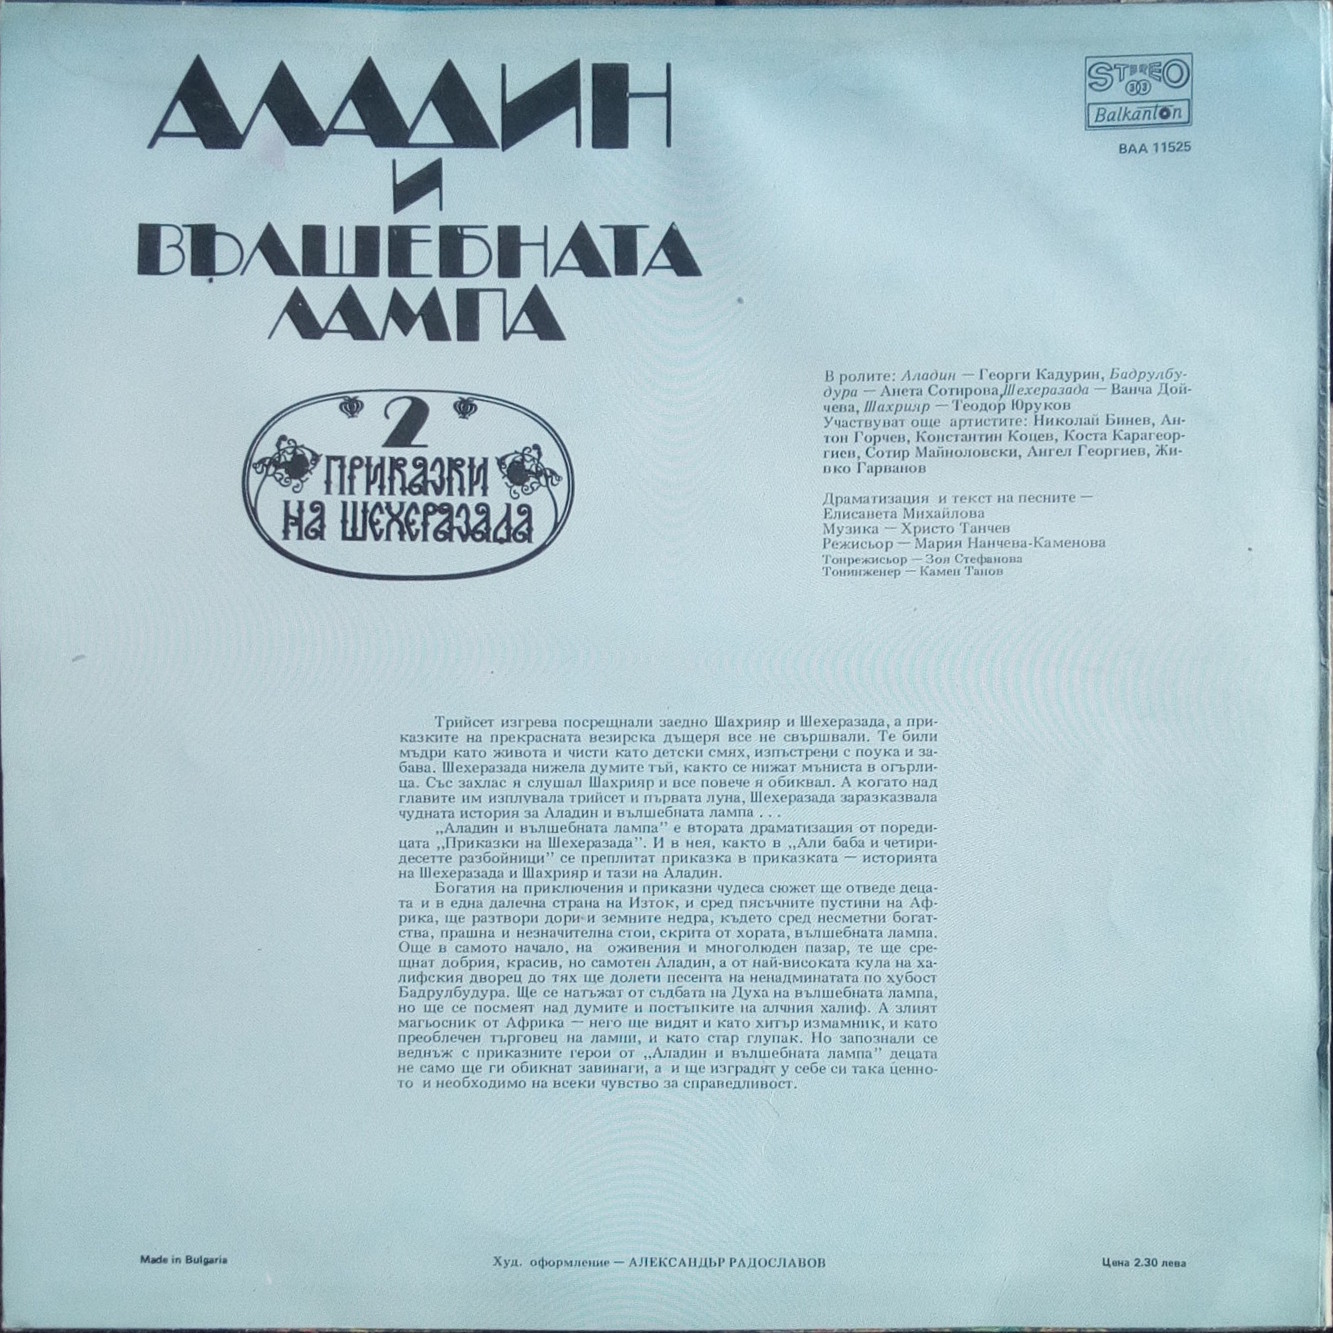 АЛАДИН
И
ВЪЛШЕБНАТА
ЛАМПА
STEREO
33
Balkanton
ВАА 11525
2
ПРИКАЗКИ
НА ШЕХЕРАЗАДА
В ролите: Аладин — Георги Кадурин, Бадрулбу-
дура — Анета Сотирова, Шехеразада — Ванча Дой-
чева, Шахрияр — Теодор Юруков
Участвуват още артистите: Николай Бинев, Ан-
тон Горчев, Константин Коцев, Коста Карагеор-
гиев, Сотир Майноловски, Ангел Георгиев, Жи-
вко Гарванов
Драматизация и текст на песните —
Елисавета Михайлова
Музика — Христо Танчев
Режисьор — Мария Нанчева-Каменова
Тонрежисьор — Зоя Стефанова
Тонинженер — Камен Танов
Трийсет изгрева посрещнали заедно Шахрияр и Шехеразада, а при-
казките на прекрасната везирска дъщеря все не свършвали. Те били
мъдри като живота и чисти като детски смях, изпъстрени с поука и за-
бава. Шехеразада нижела думите тъй, както се нижат мъниста в огърли-
ца. Със захлас я слушал Шахрияр и все повече я обиквал. А когато над
главите им изплувала трийсет и първата луна, Шехеразада заразказвала
чудната история за Аладин и вълшебната лампа . . .
„Аладин и вълшебната лампа” е втората драматизация от пореди-
цата „Приказки на Шехеразада”. И в нея, както в „Али баба и четири-
десетте разбойници” се преплитат приказка в приказката — историята
на Шехеразада и Шахрияр и тази на Аладин.
Богатия на приключения и приказни чудеса сюжет ще отведе деца-
та и в една далечна страна на Изток, и сред пясъчните пустини на Аф-
рика, ще разтвори дори и земните недра, където сред несметни богат-
ства, прашна и незначителна стои, скрита от хората, вълшебната лампа.
Още в самото начало, на оживения и многолюден пазар, те ще сре-
щнат добрия, красив, но самотен Аладин, а от най-високата кула на ха-
лифския дворец до тях ще долети песента на ненадминатата по хубост
Бадрулбудура. Ще се натъжат от съдбата на Духа на вълшебната лампа,
но ще се посмеят над думите и постъпките на алчния халиф. А злият
магьосник от Африка — него ще видят и като хитър измамник, и като
преоблечен търговец на лампи, и като стар глупак. Но запознали се
веднъж с приказните герои от „Аладин и вълшебната лампа” децата
не само ще ги обикнат завинаги, а и ще изградят у себе си така ценно-
то и необходимо на всеки чувство за справедливост.
Made in Bulgaria
Худ. оформление — АЛЕКСАНДЪР РАДОСЛАВОВ
Цена 2.30 лева